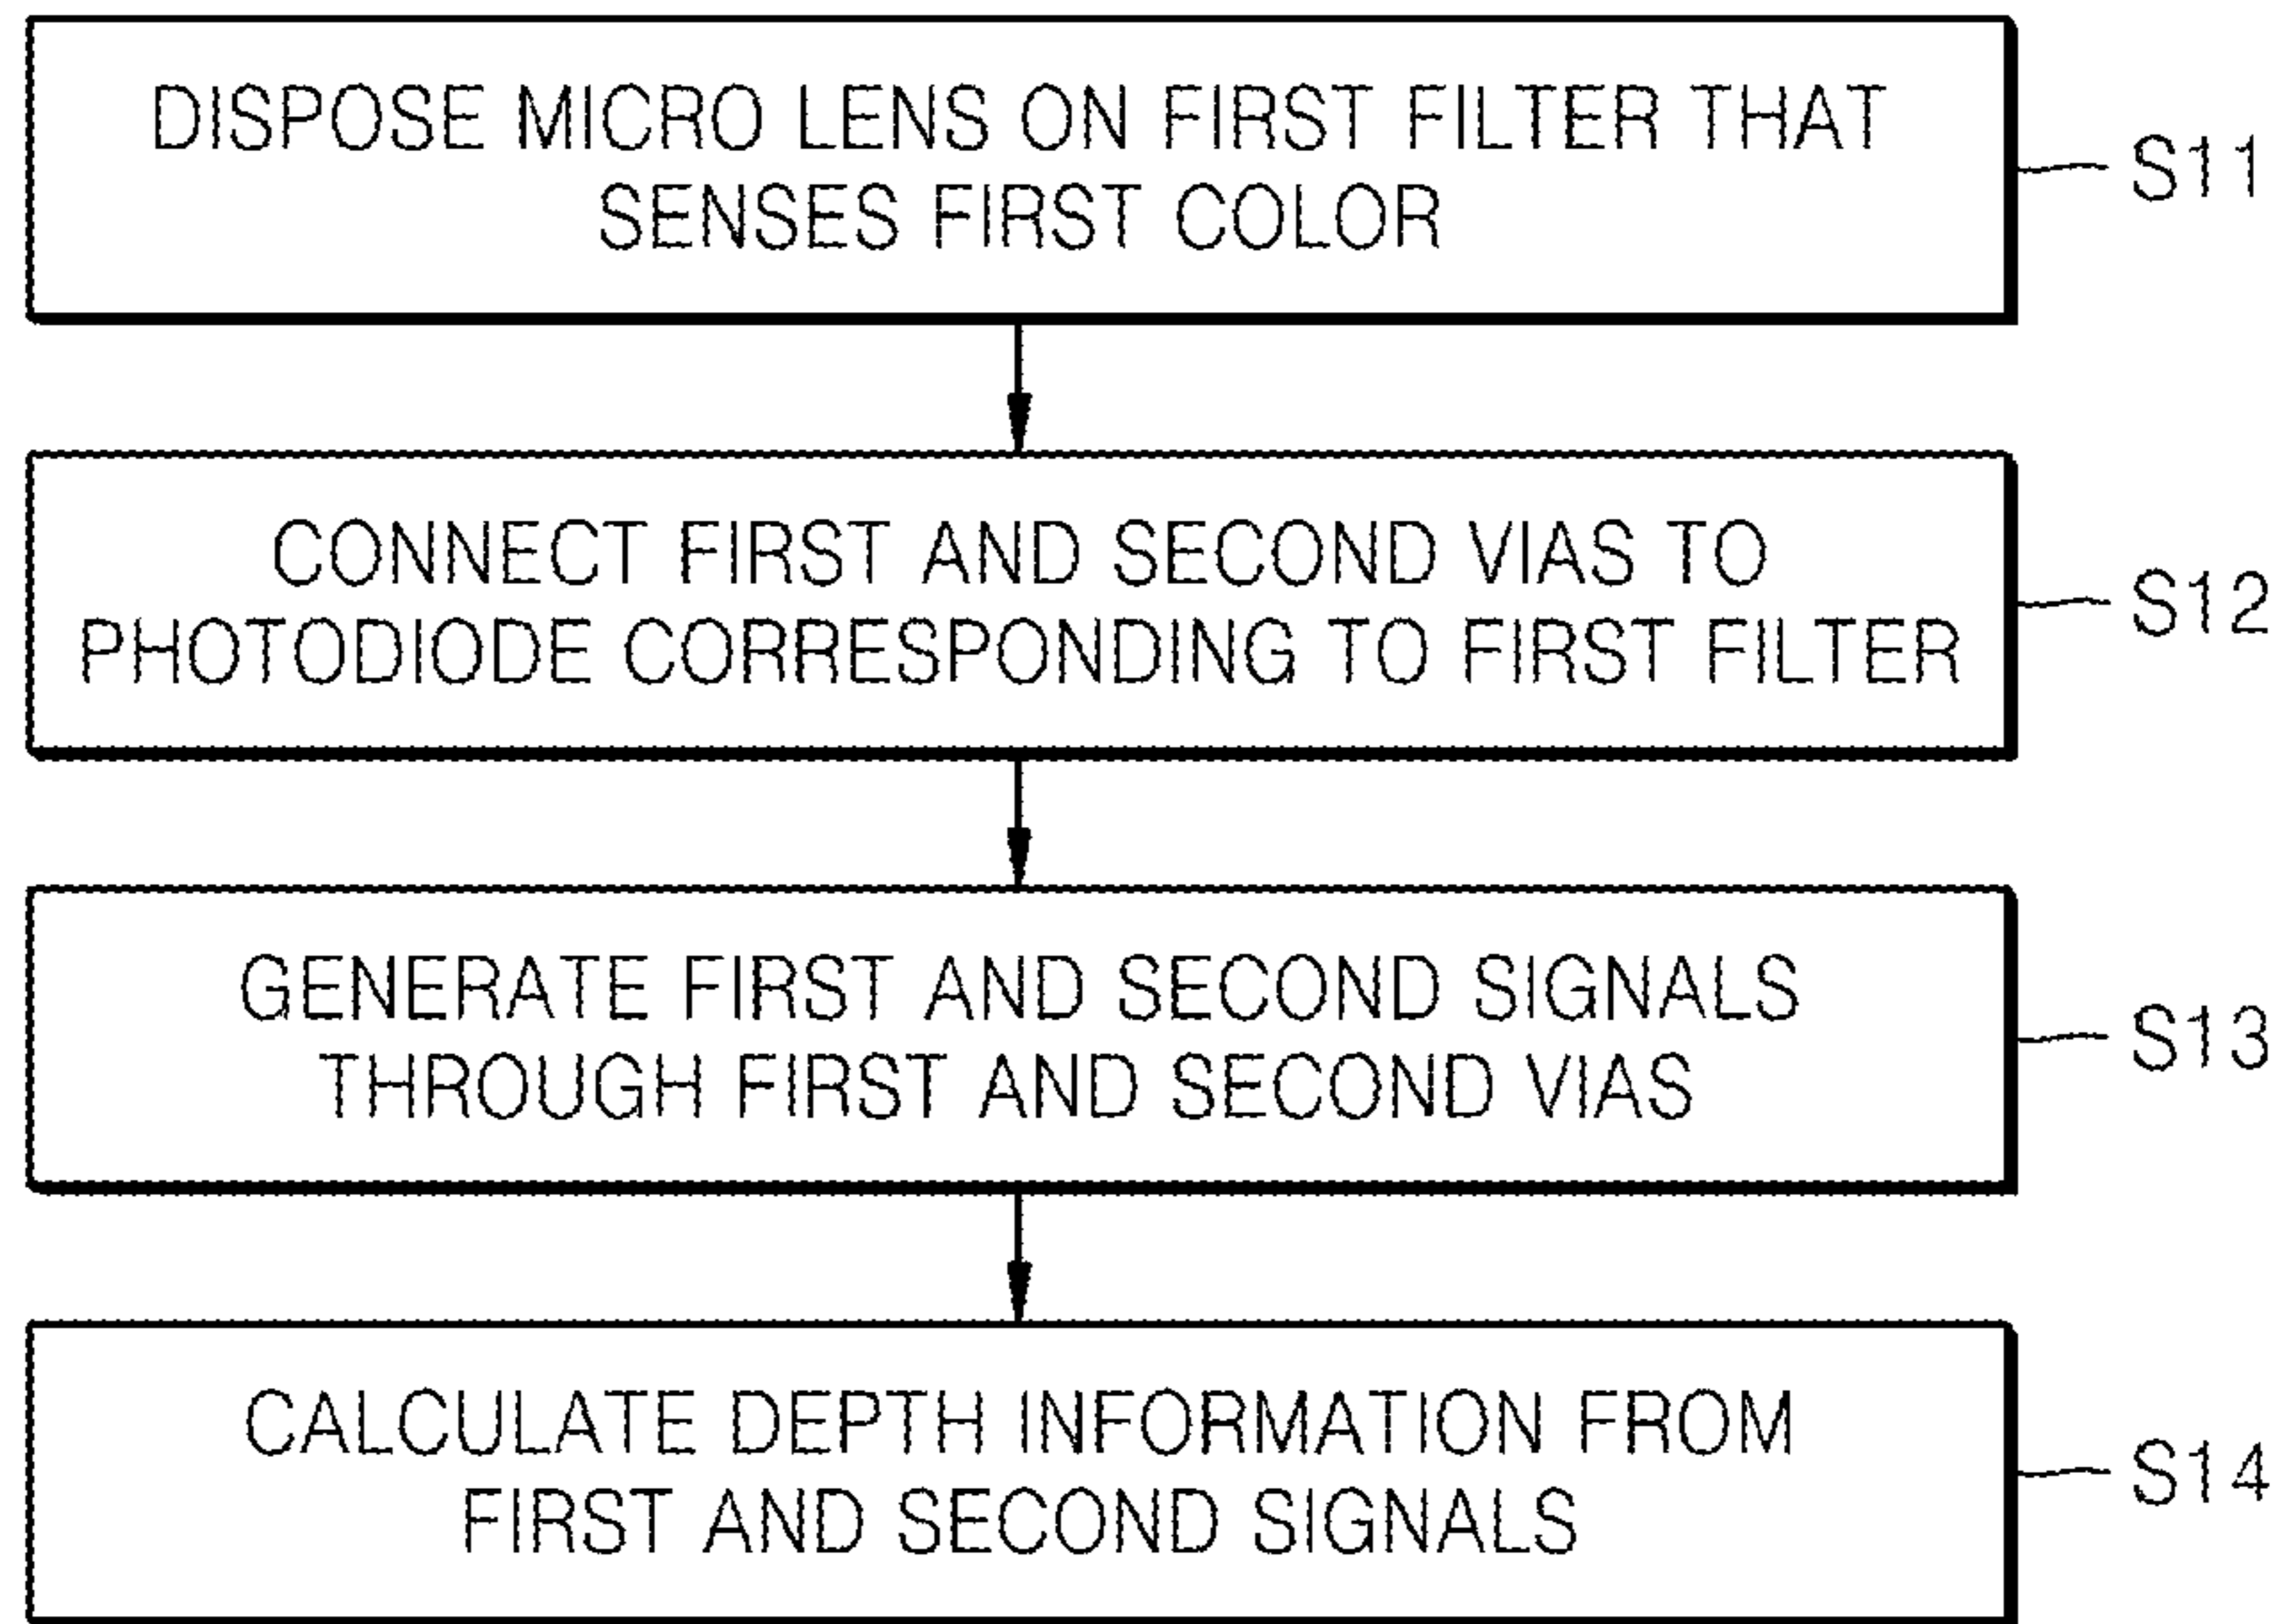 DISPOSE MICRO LENS ON FIRST FILTER THAT
SENSES FIRST COLOR
S11
CONNECT FIRST AND SECOND VIAS TO
PHOTODIODE CORRESPONDING TO FIRST FILTER
S12
GENERATE FIRST AND SECOND SIGNALS
THROUGH FIRST AND SECOND VIAS
S13
CALCULATE DEPTH INFORMATION FROM
FIRST AND SECOND SIGNALS
S14